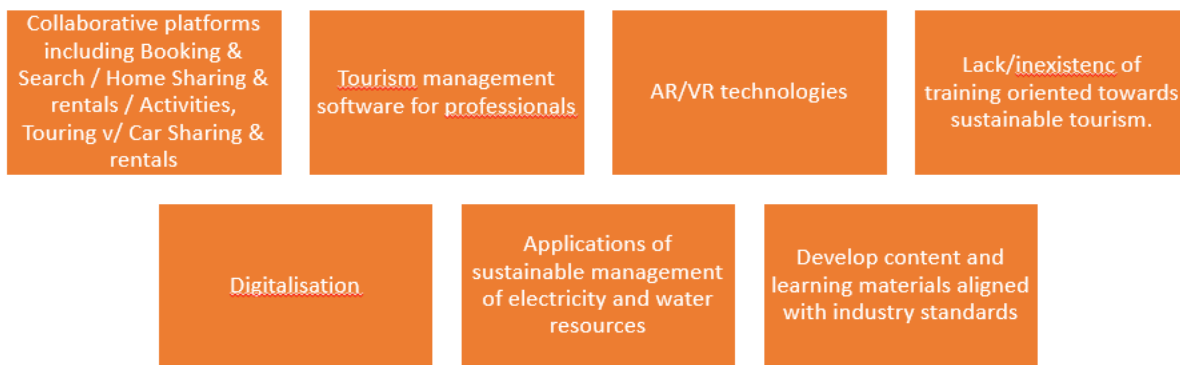 Collaborative platforms
including Booking &
Search / Home Sharing &
rentals / Activities,
Touring v/ Car Sharing &
rentals
Tourism management
software for professionals
AR/VR technologies
Lack/inexistenc of
training oriented towards
sustainable tourism.
Digitalisation
Applications of
sustainable management
of electricity and water
resources
Develop content and
learning materials aligned
with industry standards